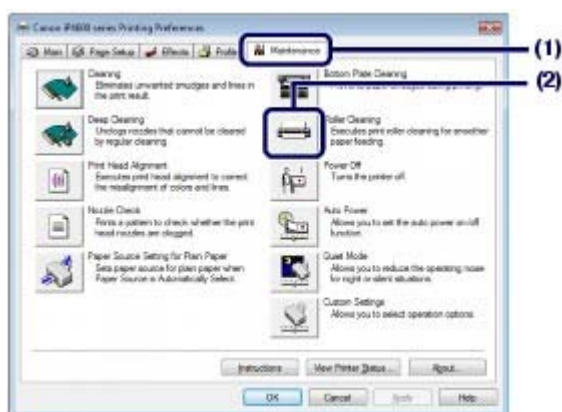 Canon iP4600 series Printing Preferences
Main Page Setup Effects Profile Maintenance
(1)
(2)
Cleaning
Eliminates unwanted smudges and lines in
the print result.
Bottom Plate Cleaning
Deep Cleaning
Unclogs nozzles that cannot be cleared
by regular cleaning.
Roller Cleaning
Executes print roller cleaning for smoother
paper feeding.
Print Head Alignment
Executes print head alignment to correct
the misalignment of colors and lines.
Power Off
Turns the printer off.
Nozzle Check
Prints a pattern to check whether the print
head nozzles are clogged.
Auto Power
Allows you to set the auto power on/off
function.
Paper Source Setting for Plain Paper
Sets paper source for plain paper when
Paper Source is Automatically Select.
Quiet Mode
Allows you to reduce the operating noise
for night or silent situations.
Custom Settings
Allows you to select operation options.
Instructions View Printer Status... About...
OK Cancel Apply Help